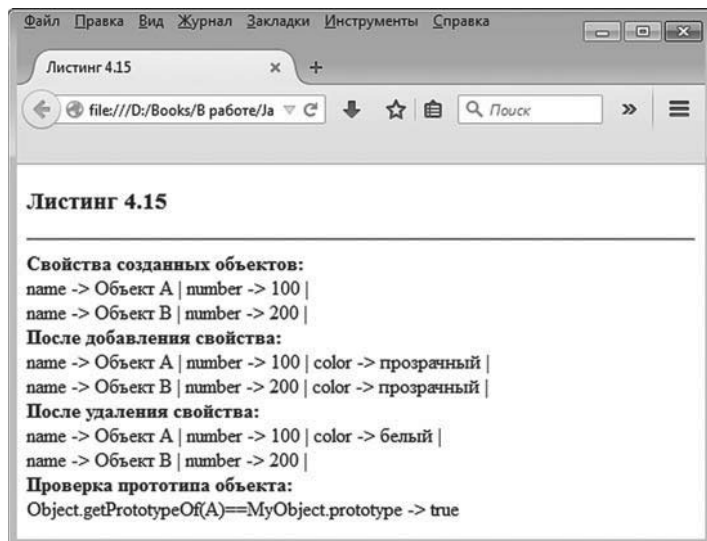 Файл Правка Вид Журнал Закладки Инструменты Справка
Листинг 4.15
file:///D:/Books/В работе/Ja
Поиск
Листинг 4.15
Свойства созданных объектов:
name -> Объект A | number -> 100 |
name -> Объект B | number -> 200 |
После добавления свойства:
name -> Объект A | number -> 100 | color -> прозрачный |
name -> Объект B | number -> 200 | color -> прозрачный |
После удаления свойства:
name -> Объект A | number -> 100 | color -> белый |
name -> Объект B | number -> 200 |
Проверка прототипа объекта:
Object.getPrototypeOf(A)==MyObject.prototype -> true